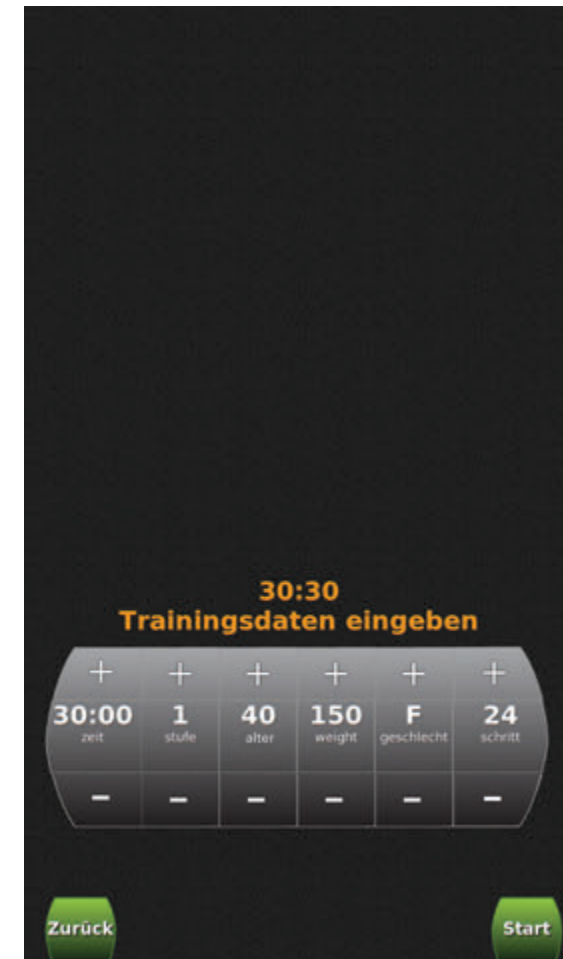 30:30
Trainingsdaten eingeben
+ + + + + +
30:00 1 40 150 F 24
zeit stufe alter weight geschlecht schritt
- - - - - -
Zurück Start